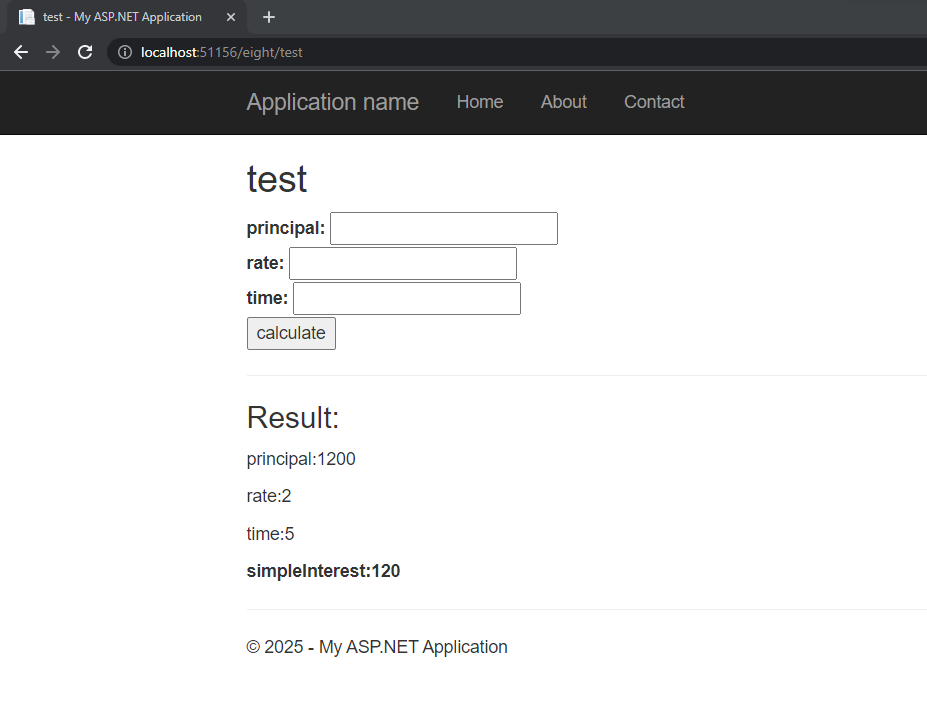 test - My ASP.NET Application
localhost:51156/eight/test
Application name Home About Contact
test
principal:
rate:
time:
calculate
Result:
principal:1200
rate:2
time:5
simpleInterest:120
© 2025 - My ASP.NET Application